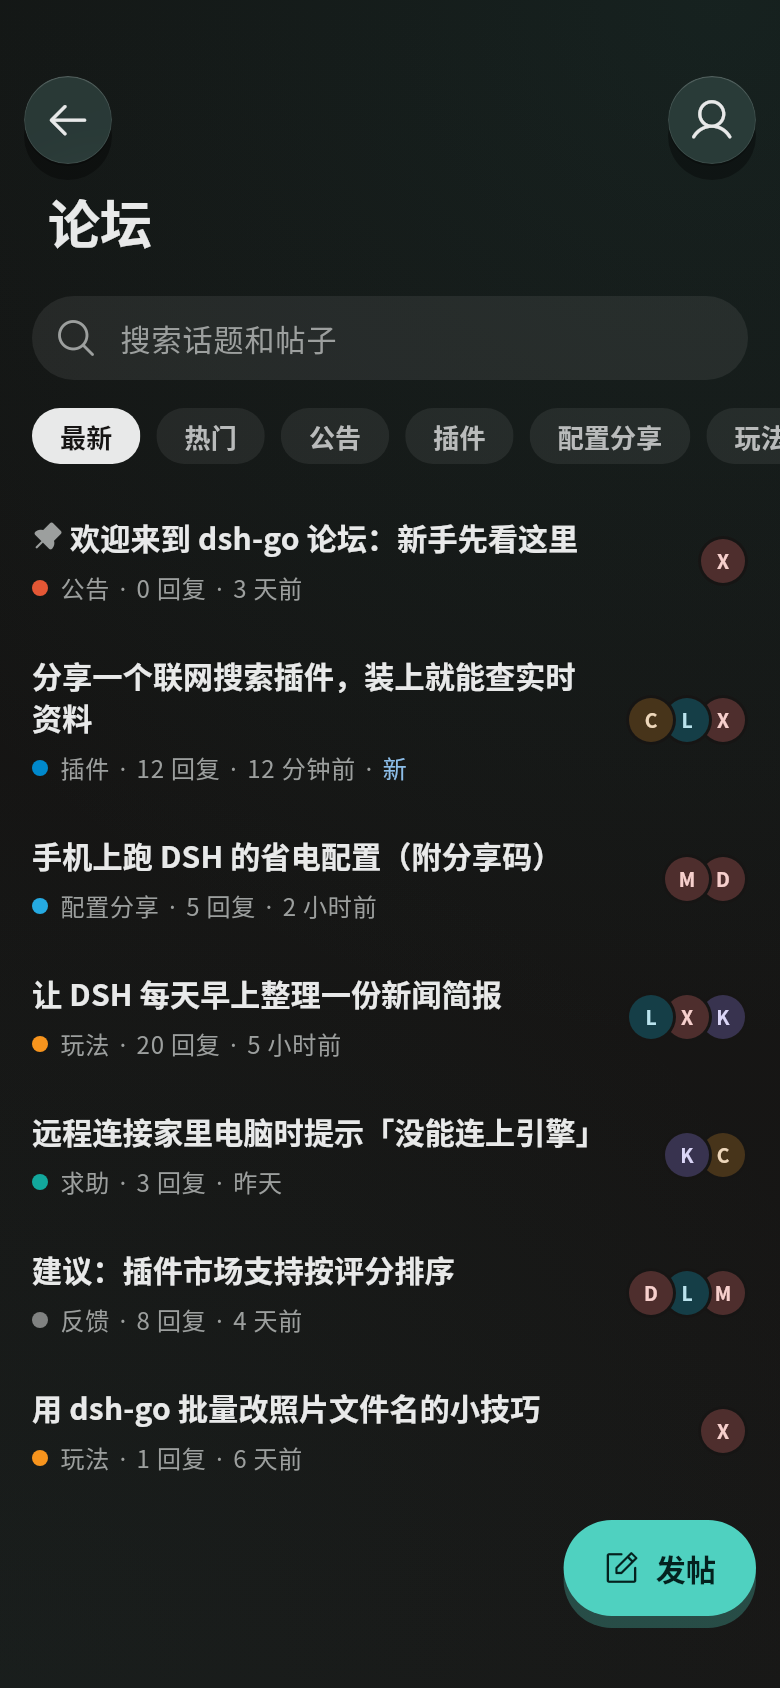 论坛
搜索话题和帖子
最新 热门 公告 插件 配置分享 玩法
欢迎来到 dsh-go 论坛：新手先看这里
X
公告 · 0 回复 · 3 天前
分享一个联网搜索插件，装上就能查实时
资料
C L X
插件 · 12 回复 · 12 分钟前 · 新
手机上跑 DSH 的省电配置（附分享码）
M D
配置分享 · 5 回复 · 2 小时前
让 DSH 每天早上整理一份新闻简报
L X K
玩法 · 20 回复 · 5 小时前
远程连接家里电脑时提示「没能连上引擎」
K C
求助 · 3 回复 · 昨天
建议：插件市场支持按评分排序
D L M
反馈 · 8 回复 · 4 天前
用 dsh-go 批量改照片文件名的小技巧
X
玩法 · 1 回复 · 6 天前
发帖